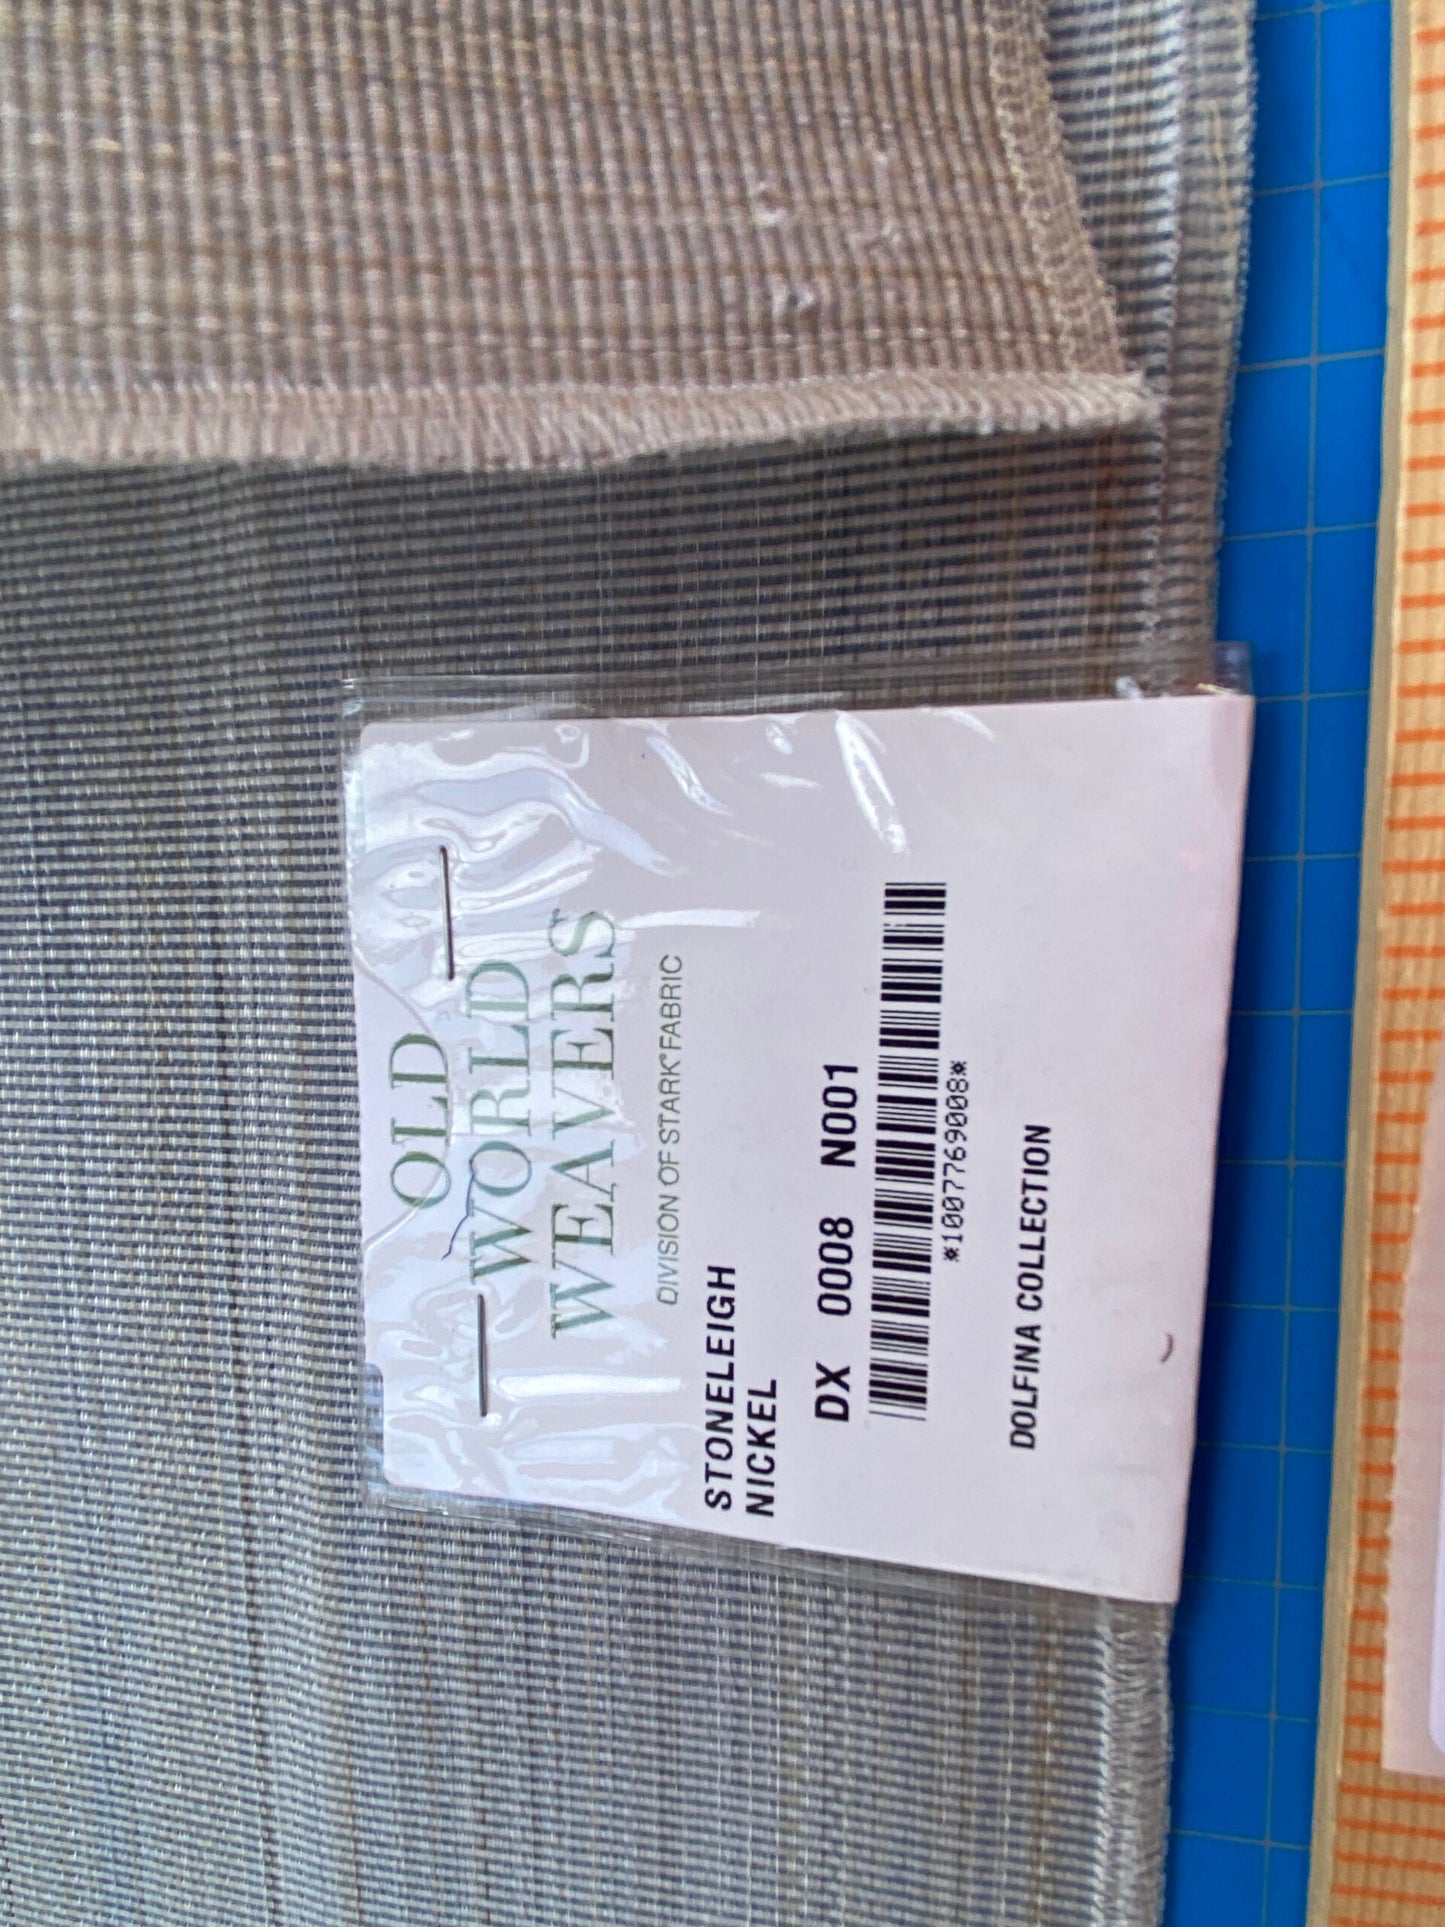 OLD
WORLD
WEAVERS
DIVISION OF STARK® FABRIC
STONELEIGH
NICKEL
DX 0008 N001
*1007769008*
DOLFINA COLLECTION